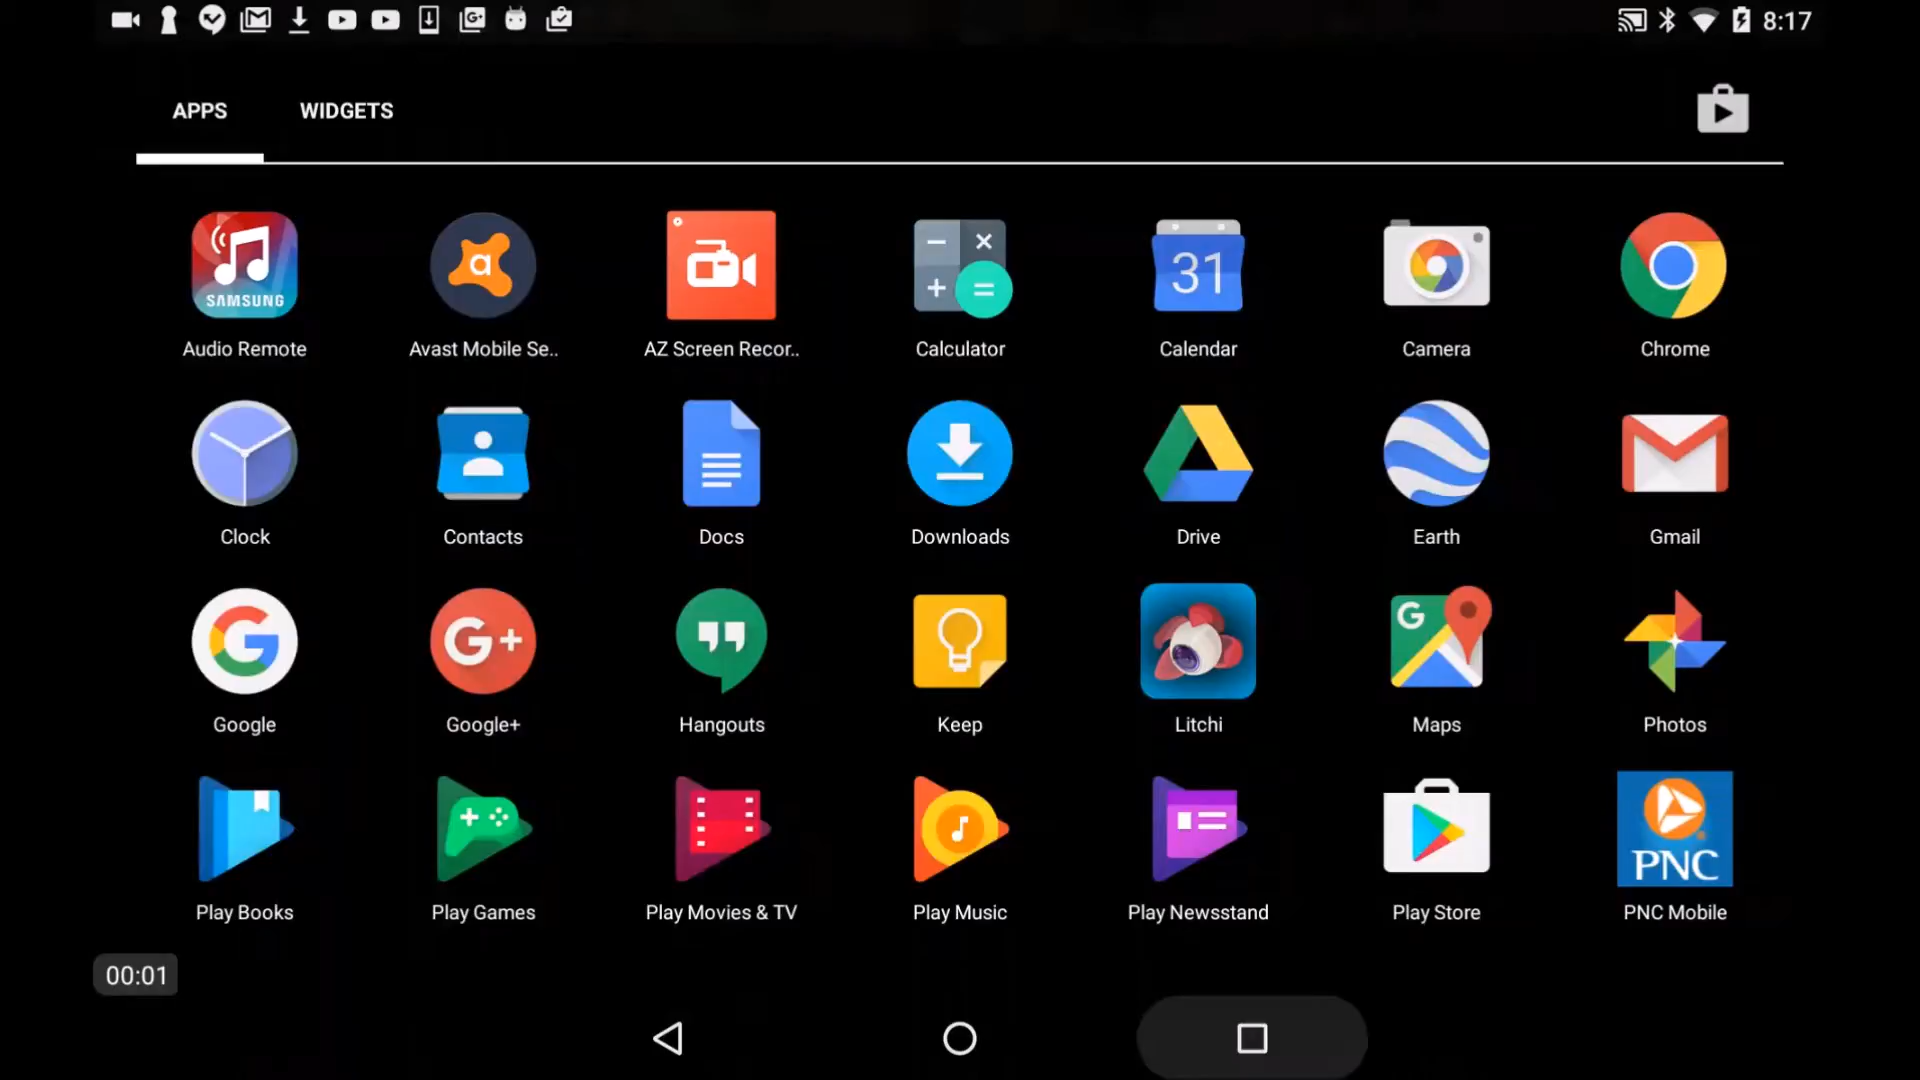 8:17
APPS WIDGETS
SAMSUNG
a
31
Audio Remote Avast Mobile Se.. AZ Screen Recor.. Calculator Calendar Camera Chrome
Clock Contacts Docs Downloads Drive Earth Gmail
G G+ G
Google Google+ Hangouts Keep Litchi Maps Photos
PNC
Play Books Play Games Play Movies & TV Play Music Play Newsstand Play Store PNC Mobile
00:01